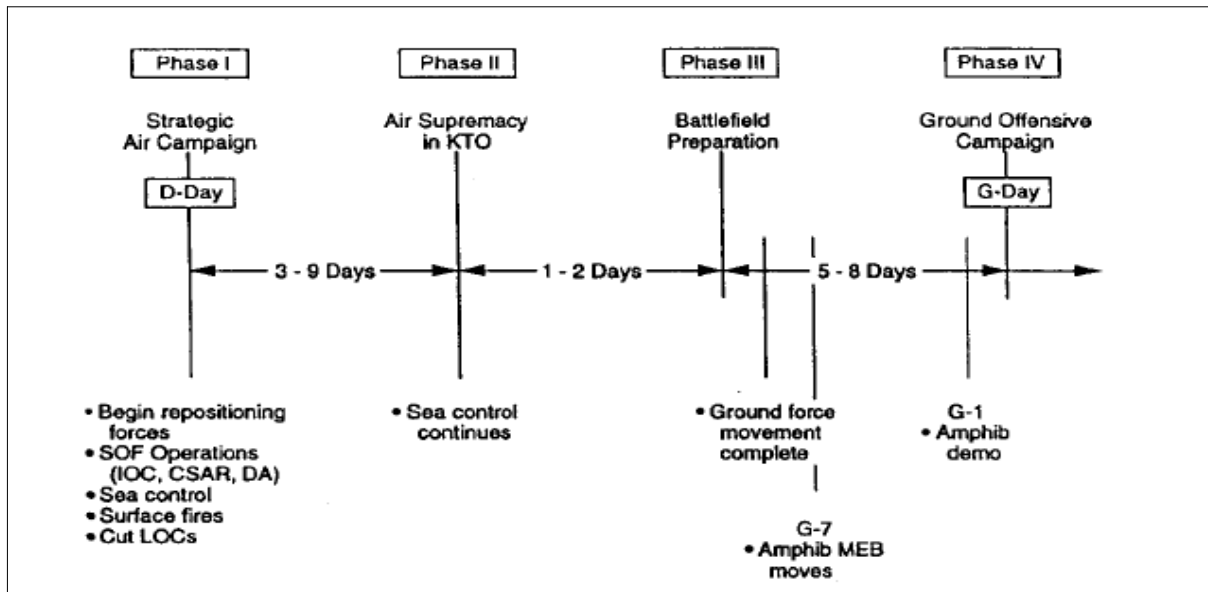 Phase I
Phase II
Phase III
Phase IV
Strategic
Air Campaign
Air Supremacy
in KTO
Battlefield
Preparation
Ground Offensive
Campaign
D-Day
G-Day
3 - 9 Days
1 - 2 Days
5 - 8 Days
• Begin repositioning
forces
• SOF Operations
(IOC, CSAR, DA)
• Sea control
• Surface fires
• Cut LOCs
• Sea control
continues
• Ground force
movement
complete
G-7
• Amphib MEB
moves
G-1
• Amphib
demo